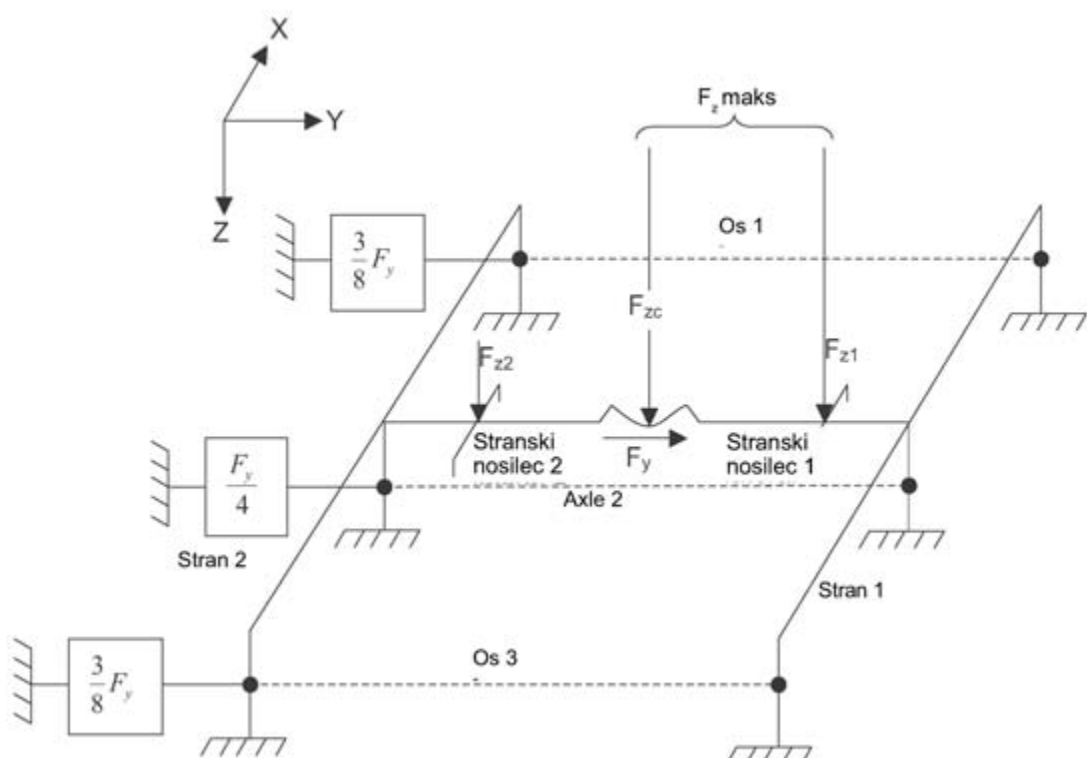 X
Y
Z
F_z maks
Os 1
3/8 F_y
F_zc
F_z2
F_z1
Stranski
nosilec 2
F_y
Stranski
nosilec 1
F_y/4
Axle 2
Stran 2
Stran 1
3/8 F_y
Os 3